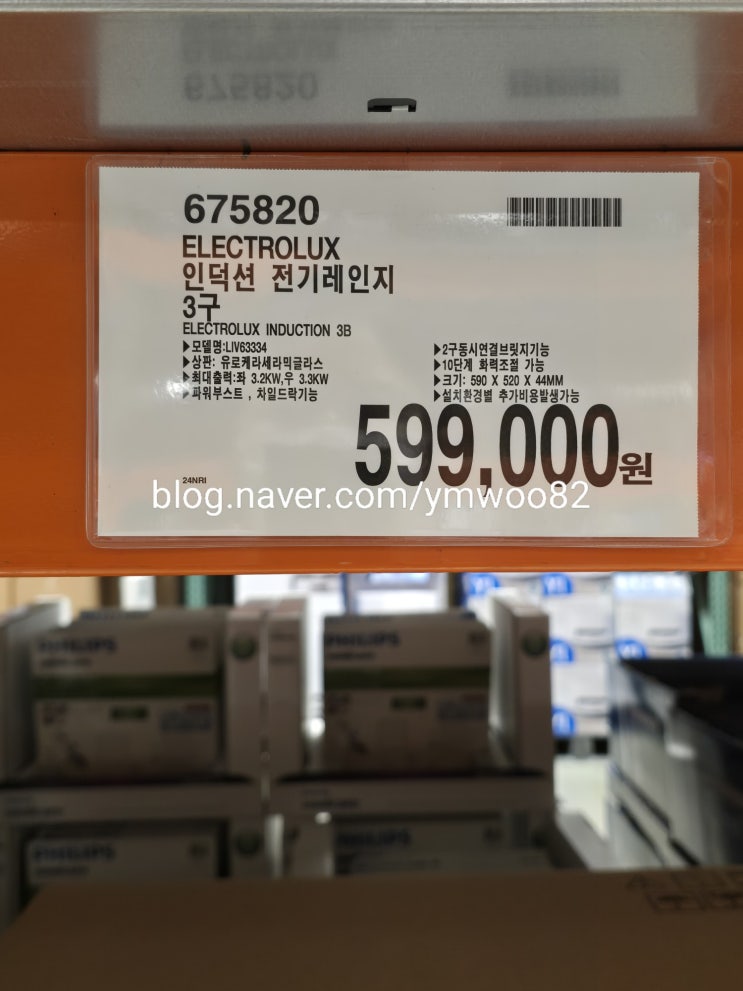 675820
ELECTROLUX
인덕션 전기레인지
3구
ELECTROLUX INDUCTION 3B
▶모델명:LIV63334
▶상판: 유로케라세라믹글라스
▶최대출력:좌 3.2KW,우 3.3KW
▶파워부스트 , 차일드락기능
▶2구동시연결브릿지기능
▶10단계 화력조절 가능
▶크기: 590 X 520 X 44MM
▶설치환경별 추가비용발생가능
599,000원
24NRI
blog.naver.com/ymwoo82
PHILIPS
PHILIPS
PHILIPS
PHILIPS